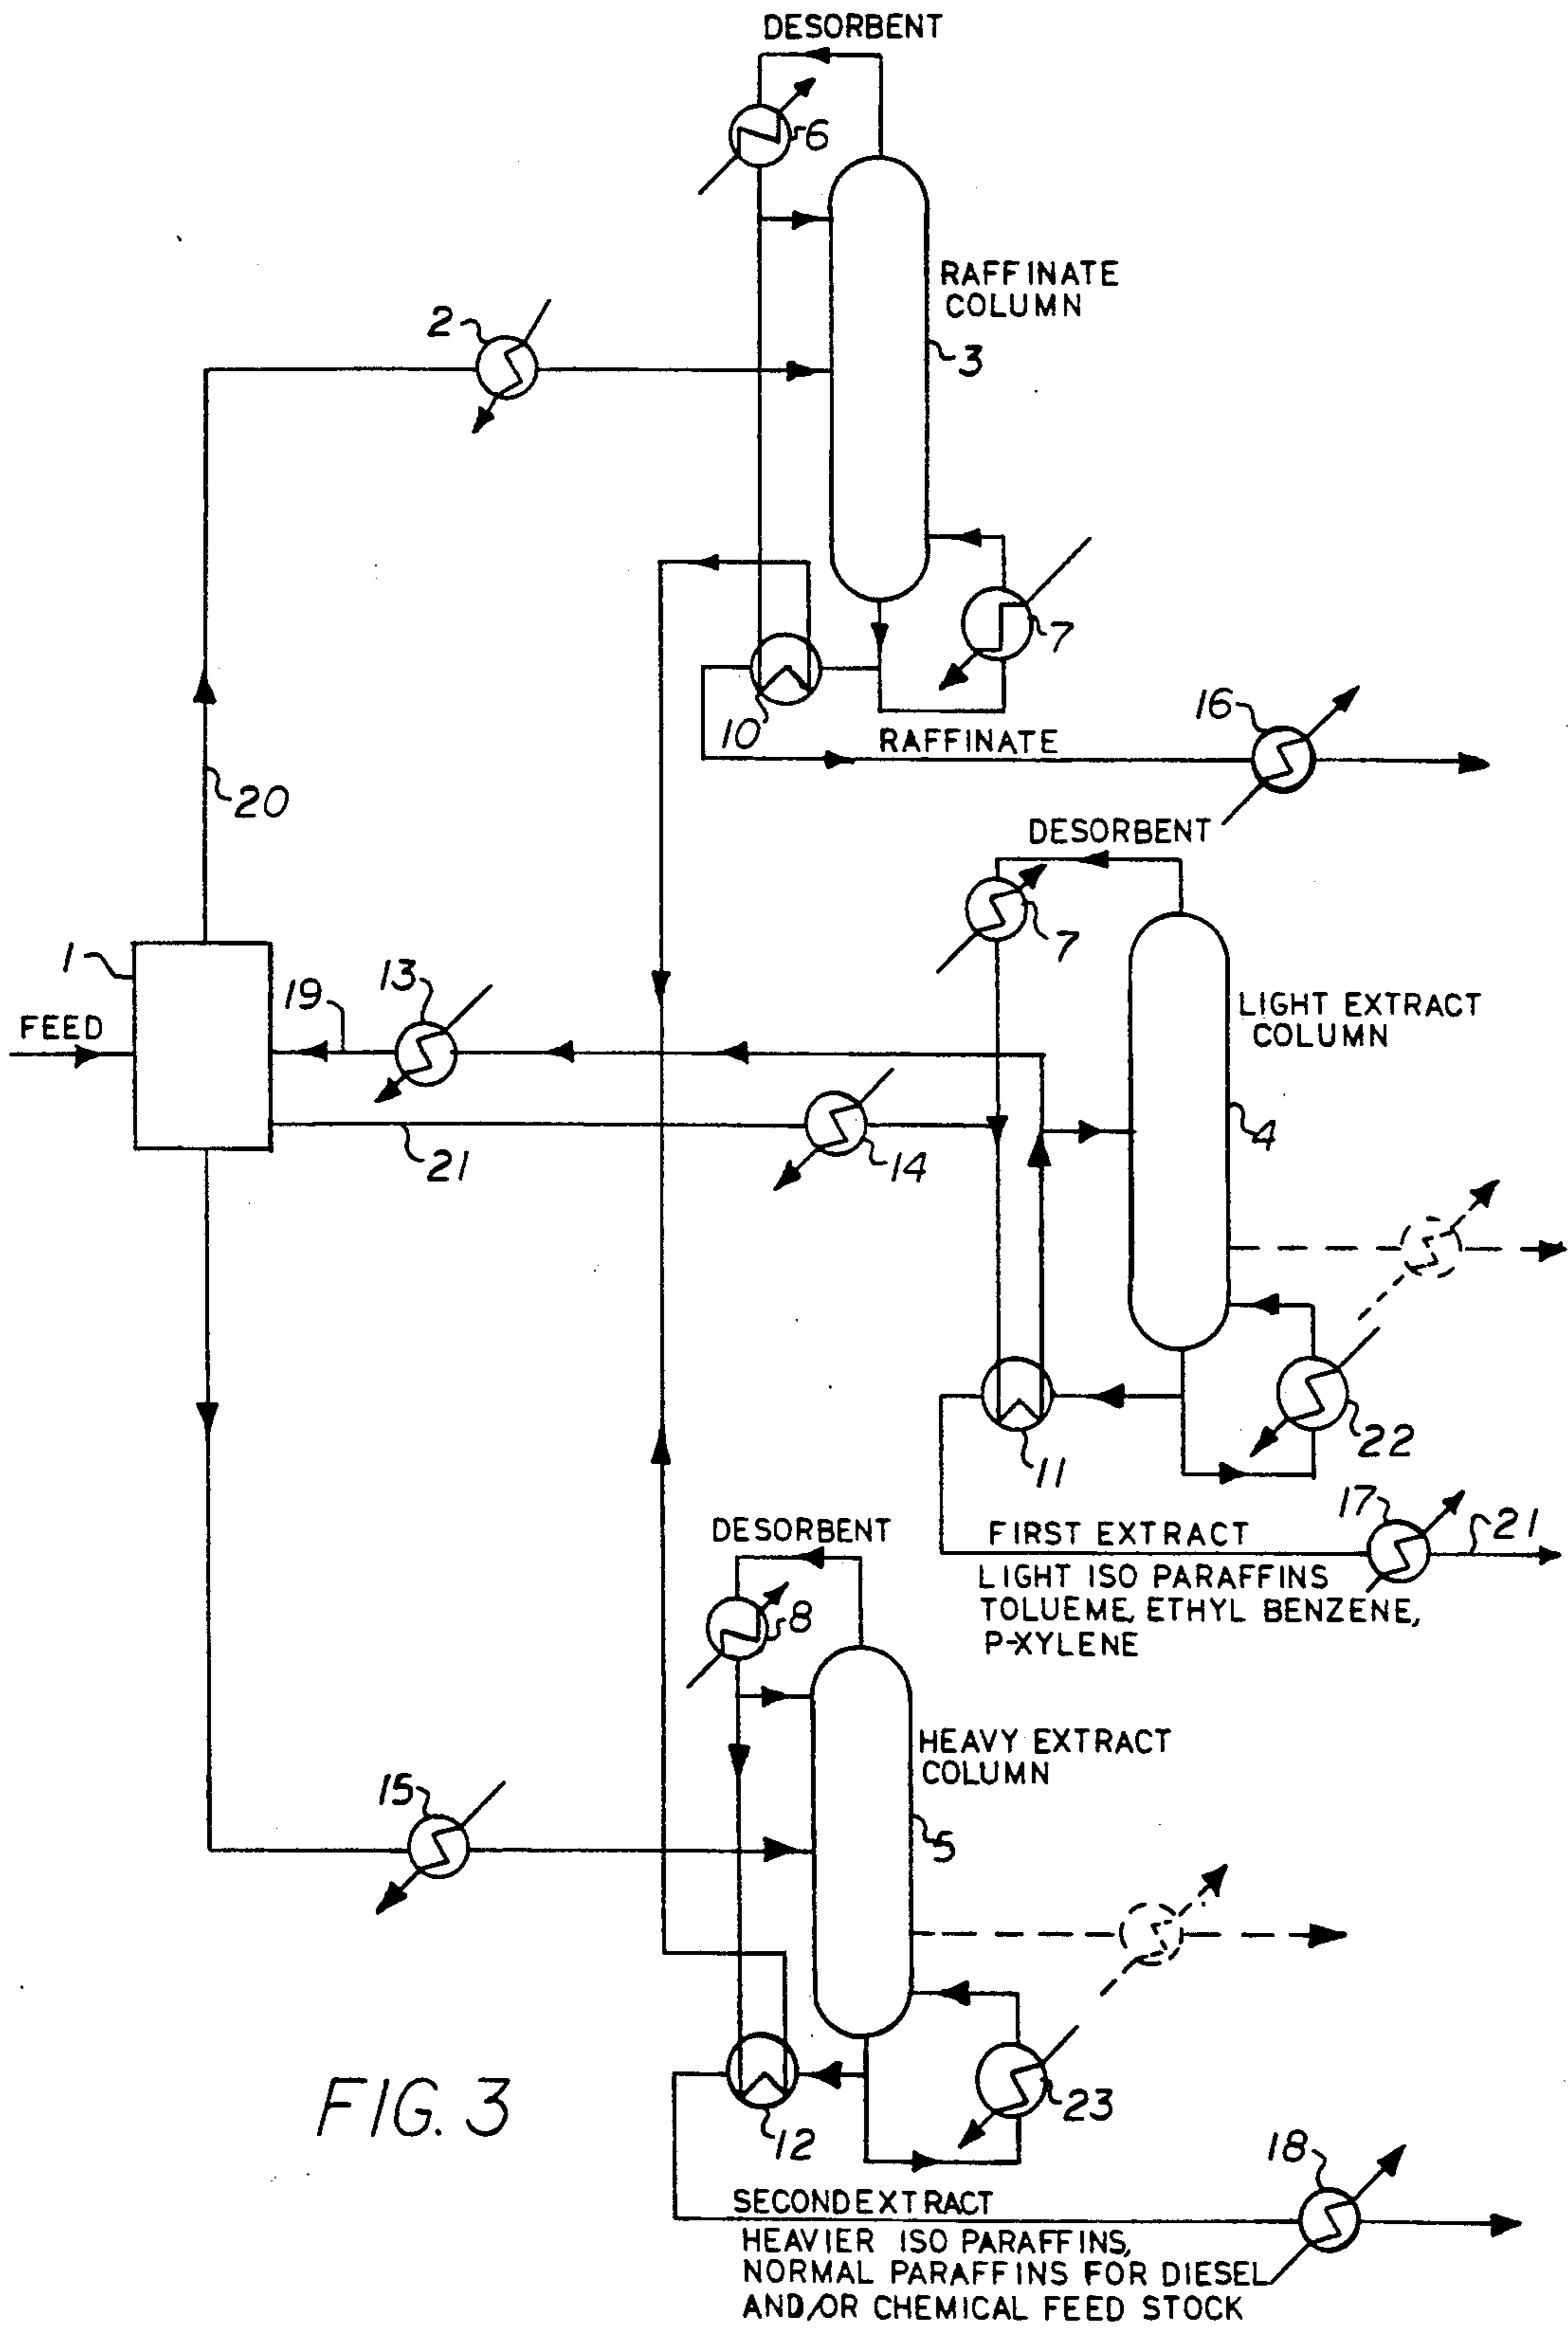 DESORBENT
6
RAFFINATE
COLUMN
2
3
7
10
RAFFINATE
16
20
DESORBENT
7
1
19
13
FEED
LIGHT EXTRACT
COLUMN
4
21
14
22
11
17
21
FIRST EXTRACT
LIGHT ISO PARAFFINS
TOLUEME, ETHYL BENZENE,
P-XYLENE
DESORBENT
8
HEAVY EXTRACT
COLUMN
15
5
23
12
FIG. 3
18
SECOND EXTRACT
HEAVIER ISO PARAFFINS,
NORMAL PARAFFINS FOR DIESEL
AND/OR CHEMICAL FEED STOCK